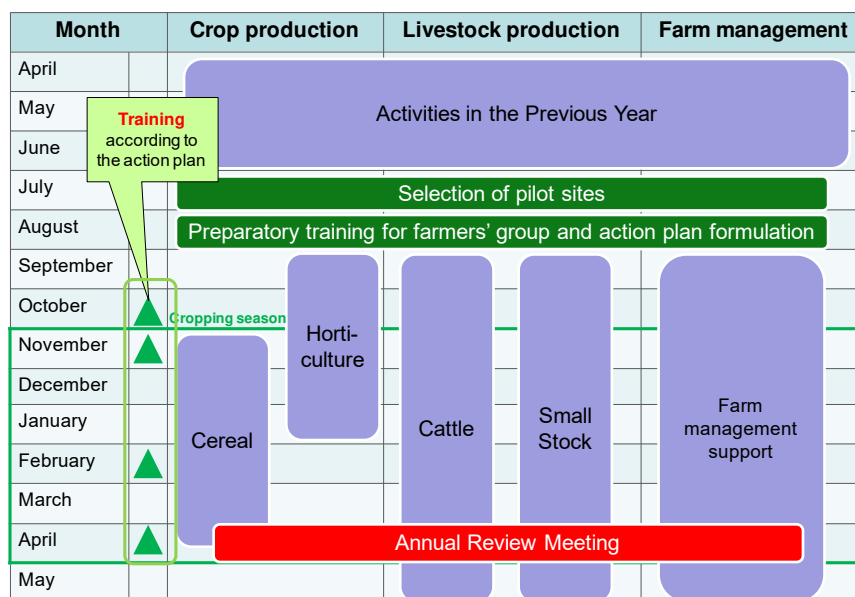 Month
Crop production
Livestock production
Farm management
April
May
June
July
August
September
October
November
December
January
February
March
April
May
Training
according to
the action plan
Activities in the Previous Year
Selection of pilot sites
Preparatory training for farmers' group and action plan formulation
Cropping season
Horti-
culture
Cereal
Cattle
Small
Stock
Farm
management
support
Annual Review Meeting